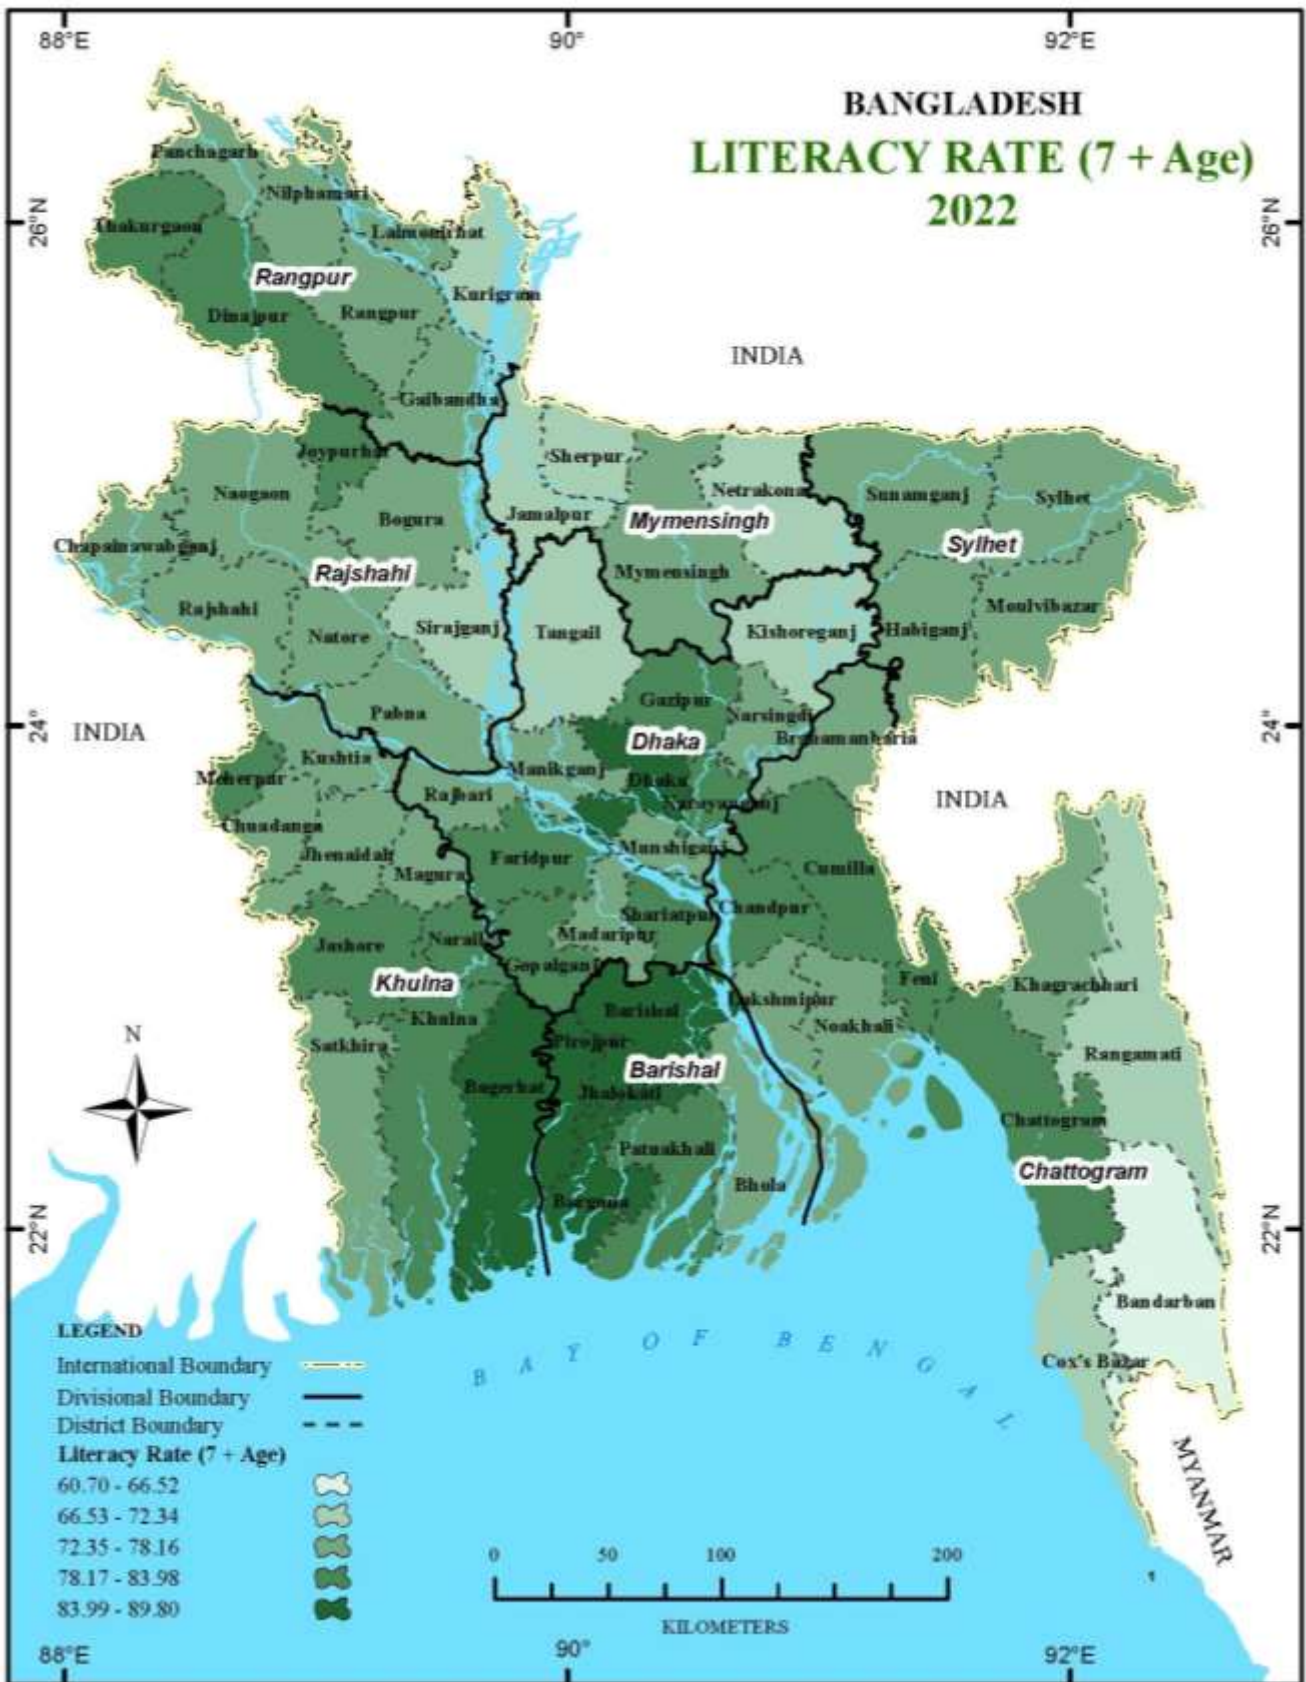 88°E
90°
92°E
BANGLADESH
LITERACY RATE (7 + Age)
2022
26°N
26°N
Panchagarh
Nilphamari
Thakurgaon
Lalmonirhat
Rangpur
Kurigram
Dinajpur
Rangpur
INDIA
Gaibandha
Joypurhat
Sherpur
Naogaon
Netrakona
Sunamganj
Sylhet
Bogura
Jamalpur
Mymensingh
Chapainawabganj
Sylhet
Rajshahi
Mymensingh
Rajshahi
Natore
Sirajganj
Tangail
Kishoreganj
Habiganj
Moulvibazar
Gazipur
Pabna
Narsingdi
24°
INDIA
Dhaka
Brahamanbaria
24°N
Kushtia
Manikganj
Meherpur
Dhaka
Rajbari
Narayanganj
INDIA
Chuadanga
Jhenaidah
Munshiganj
Magura
Faridpur
Cumilla
Shariatpur
Chandpur
Jashore
Narail
Madaripur
Gopalganj
Khulna
Feni
Khagrachhari
Lakshmipur
Barishal
Khulna
Noakhali
N
Satkhira
Pirojpur
Rangamati
Barishal
Bagerhat
Jhalokati
Chattogram
Patuakhali
Chattogram
Bhula
Barguna
22°N
22°N
Bandarban
LEGEND
BAY OF BENGAL
Cox's Bazar
International Boundary
Divisional Boundary
District Boundary
Literacy Rate (7 + Age)
MYANMAR
60.70 - 66.52
66.53 - 72.34
72.35 - 78.16
78.17 - 83.98
83.99 - 89.80
0 50 100 200
KILOMETERS
88°E
90°
92°E